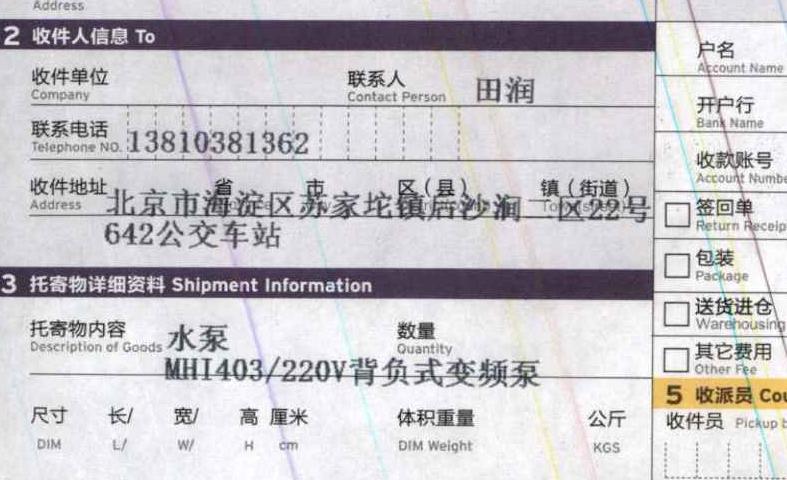 Address
2 收件人信息 To
收件单位 联系人 田润
Company Contact Person
联系电话 13810381362
Telephone NO.
收件地址 省 市 区(县) 镇(街道)
Address
北京市海淀区苏家坨镇后沙涧一区22号
642公交车站
3 托寄物详细资料 Shipment Information
托寄物内容 水泵 数量
Description of Goods Quantity
MHI403/220V背负式变频泵
尺寸 长/ 宽/ 高 厘米 体积重量 公斤
DIM L/ W/ H cm DIM Weight KGS
户名
Account Name
开户行
Bank Name
收款账号
Account Numbe
签回单
Return Receip
包装
Package
送货进仓
Warehousing
其它费用
Other Fee
5 收派员 Cou
收件员 Pickup b